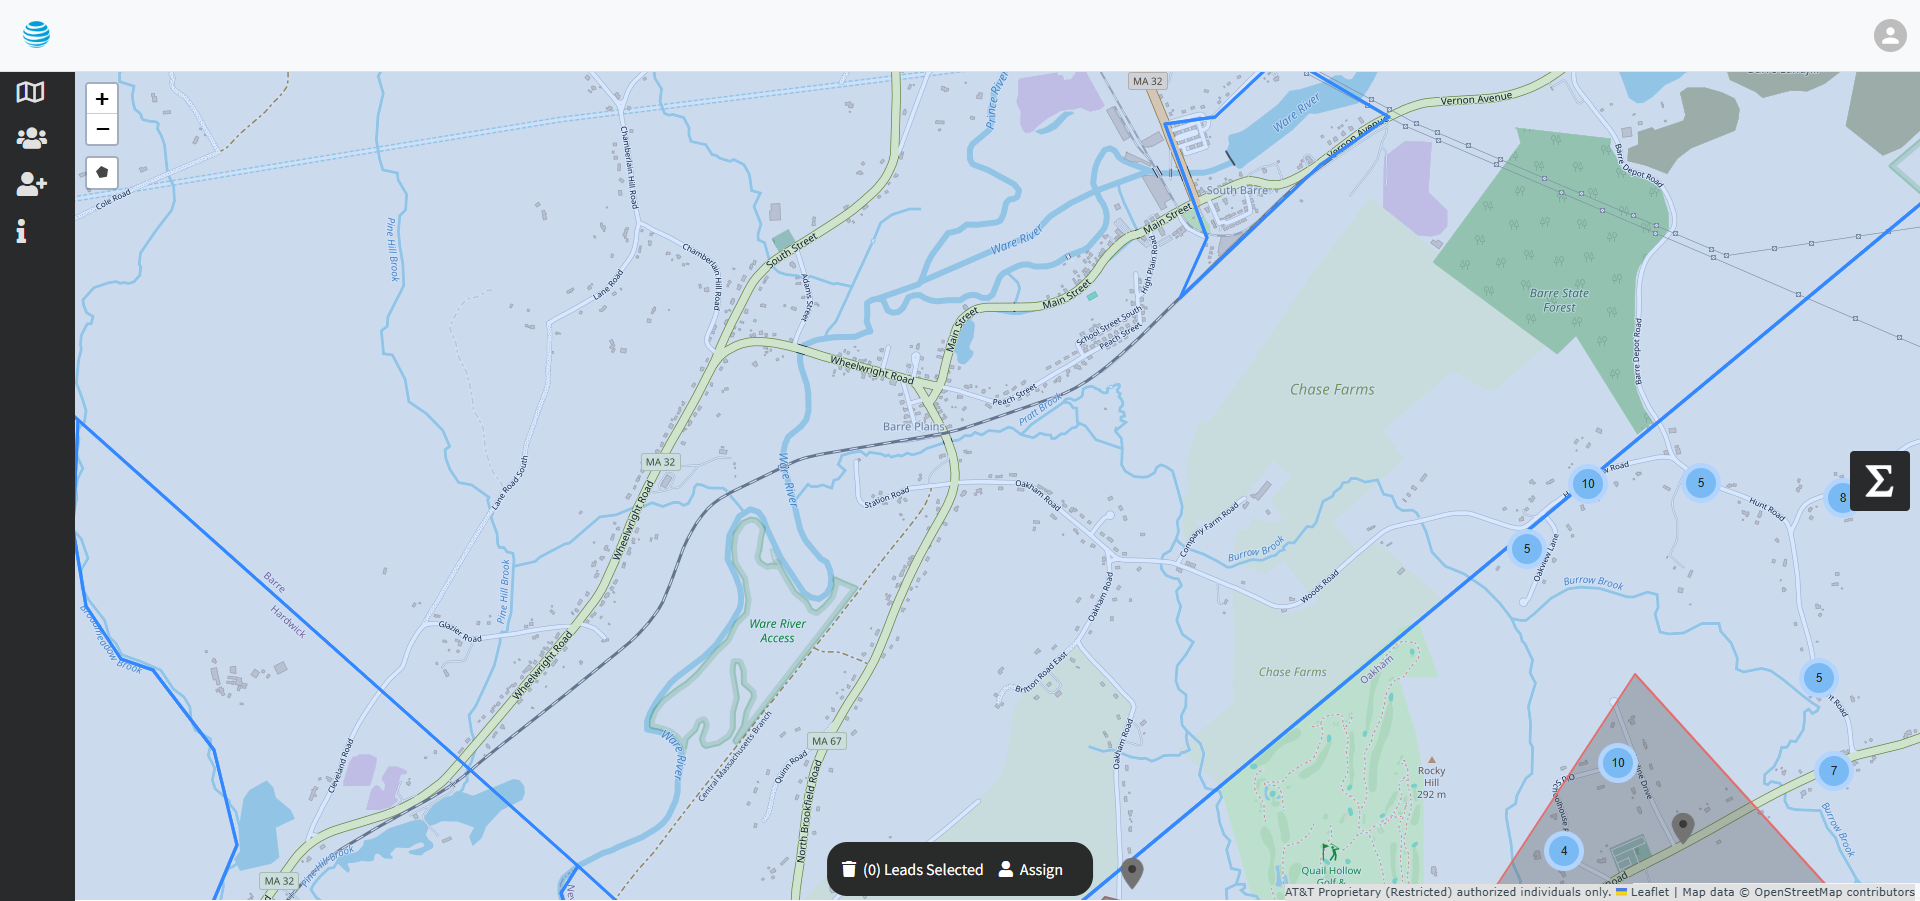 +
−
Cole Road
Chamberlain Hill Road
Pine Hill Brook
Prince River
MA 32
Ware River
Vernon Avenue
Vernon Avenue
South Barre
Main Street
Barre Depot Road
Ware River
High Plain Road
South Street
Chamberlain Hill Road
Lane Road
Adams Street
Main Street
Main Street
School Street South
Peach Street
Barre State
Forest
Barre Depot Road
Wheelwright Road
Chase Farms
Peach Street
Pratt Brook
Barre Plains
MA 32
Ware River
Lane Road South
Wheelwright Road
Station Road
Oakham Road
Company Farm Road
Burrow Brook
10
5
8
Hunt Road
5
Oakview Lane
Burrow Brook
Woods Road
Barre
Hardwick
Pine Hill Brook
Broadmeadow Brook
Glazier Road
Ware River
Access
Oakham Road
Wheelwright Road
Britton Road East
Chase Farms
Oakham
5
Ware River
MA 67
Oakham Road
Cleveland Road
Central Massachusetts Branch
Quinn Road
Rocky
Hill
292 m
10
7
North Brookfield Road
Burrow Brook
4
Pine Hill Brook
MA 32
Quail Hollow
Golf &
(0) Leads Selected Assign
Σ
AT&T Proprietary (Restricted) authorized individuals only. Leaflet | Map data © OpenStreetMap contributors